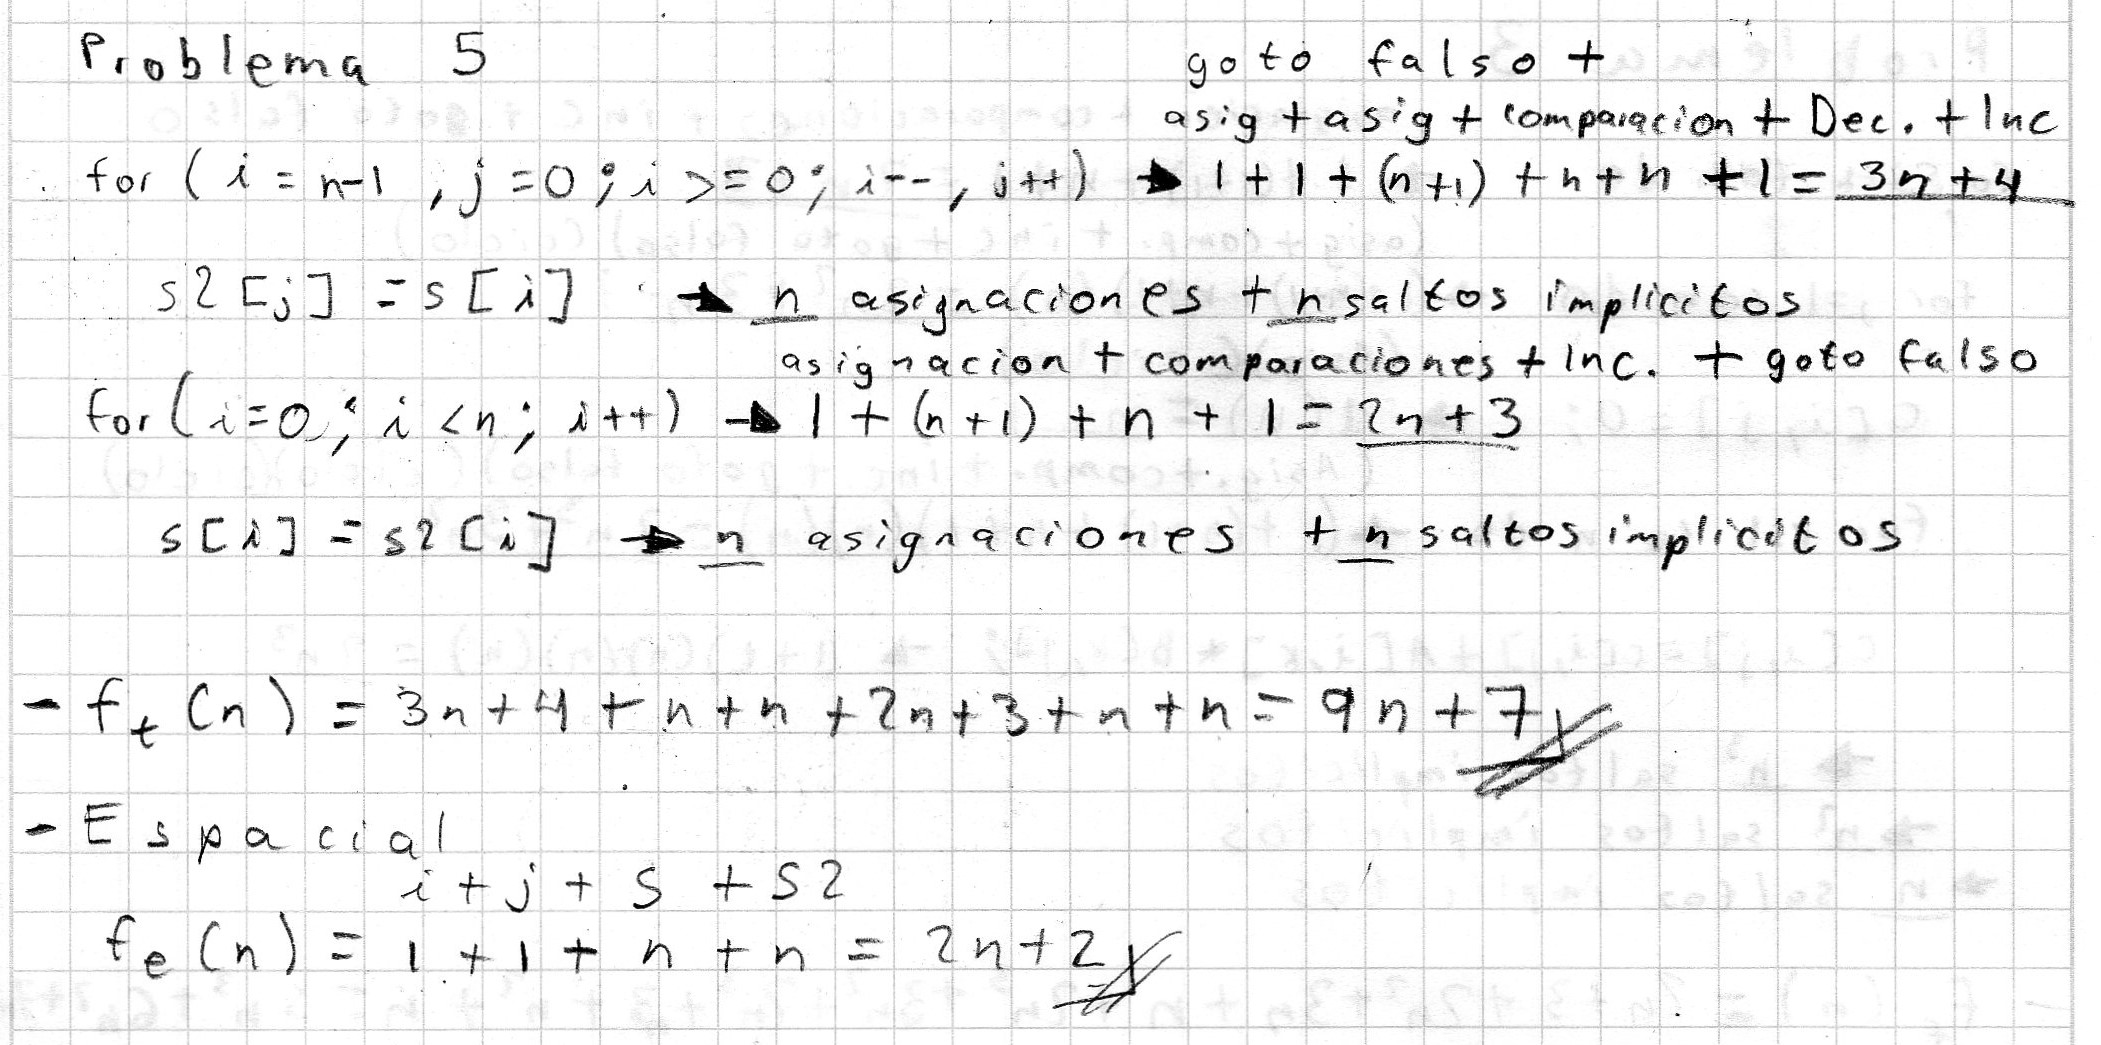 Problema 5
goto falso +
asig + asig + comparacion + Dec. + Inc
for ( i = n-1 , j = 0 ; i >= 0 ; i-- , j++ ) → 1 + 1 + (n+1) + n + n + 1 = 3n + 4
s2 [j] = s [i] → n asignaciones + n saltos implicitos
asignacion + comparaciones + Inc. + goto falso
for ( i=0 ; i < n ; i++ ) → 1 + (n+1) + n + 1 = 2n + 3
s[i] = s2 [i] → n asignaciones + n saltos implicitos
- ft (n) = 3n + 4 + n + n + 2n + 3 + n + n = 9n + 7
- Espacial
i + j + s + s2
fe (n) = 1 + 1 + n + n = 2n + 2